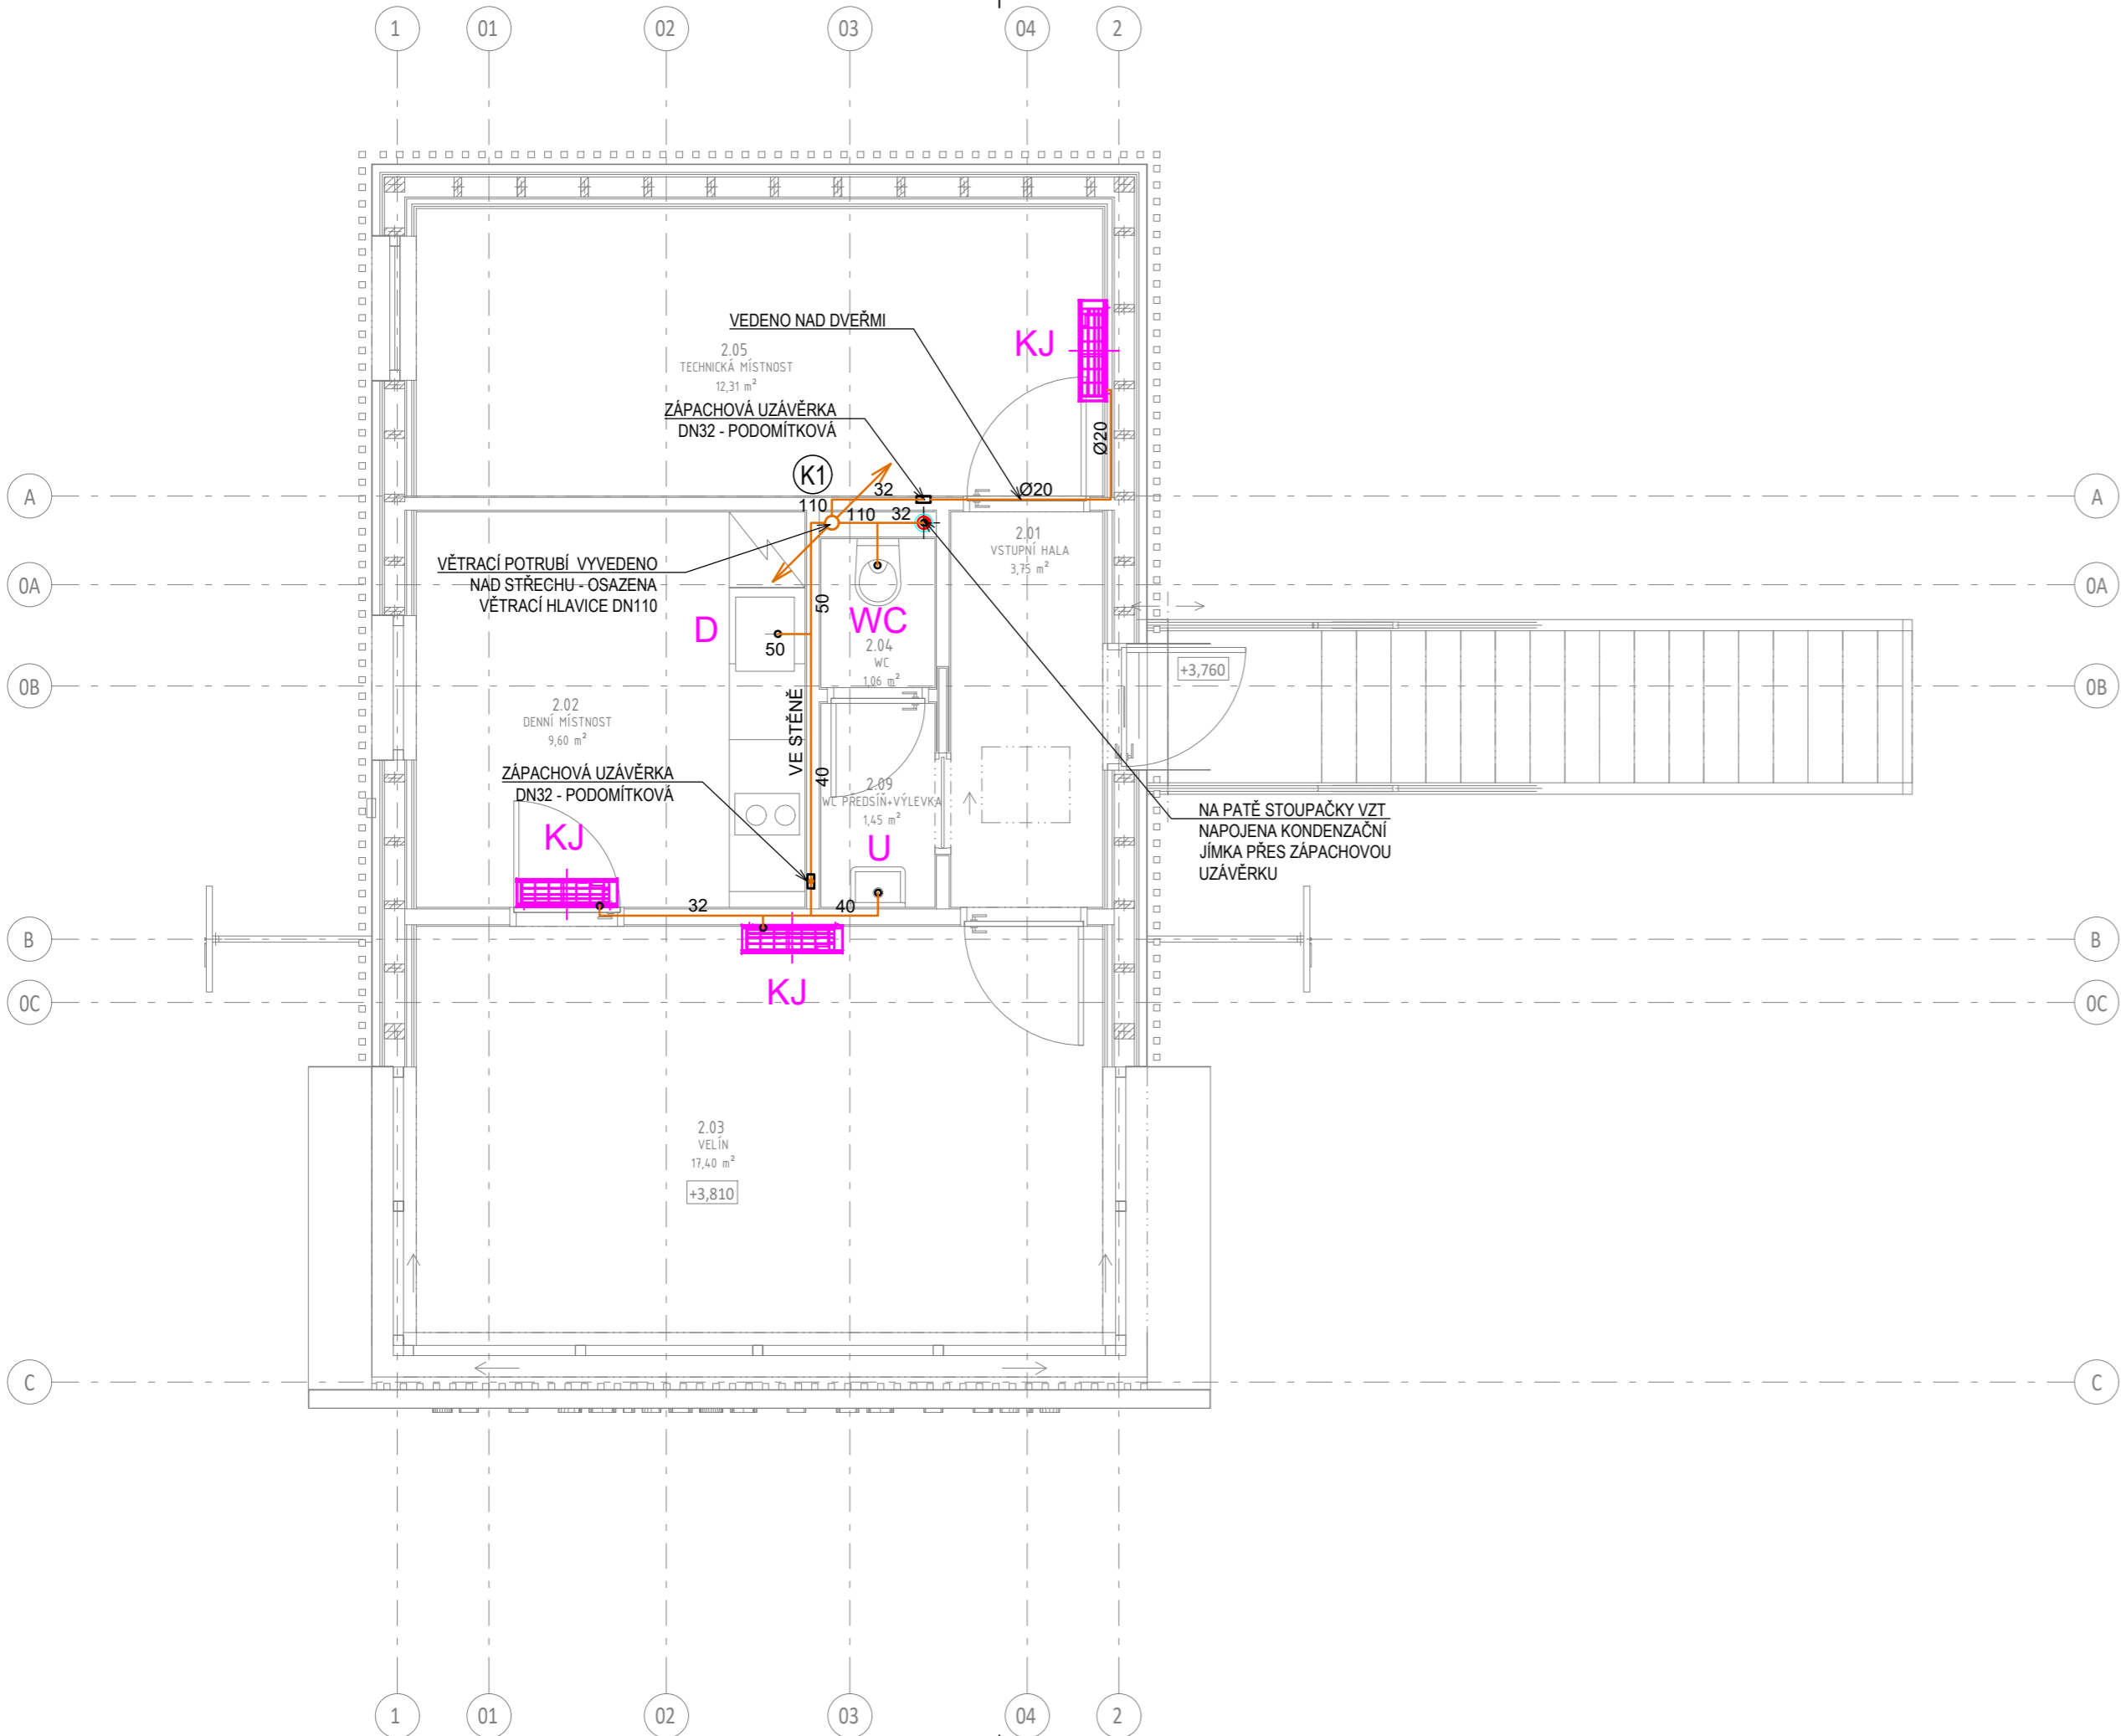 1
01
02
03
04
2
VEDENO NAD DVEŘMI
KJ
2.05
TECHNICKÁ MÍSTNOST
12,31 m²
ZÁPACHOVÁ UZÁVĚRKA
DN32 - PODOMÍTKOVÁ
Ø20
K1
A
32
Ø20
A
110
110
32
2.01
VSTUPNÍ HALA
3,75 m²
VĚTRACÍ POTRUBÍ VYVEDENO
NAD STŘECHU - OSAZENA
VĚTRACÍ HLAVICE DN110
0A
0A
50
D
WC
50
2.04
WC
1,06 m²
+3,760
0B
0B
2.02
DENNÍ MÍSTNOST
9,60 m²
VE STĚNĚ
40
ZÁPACHOVÁ UZÁVĚRKA
DN32 - PODOMÍTKOVÁ
2.09
WC PŘEDSÍŇ+VÝLEVKA
1,45 m²
NA PATĚ STOUPAČKY VZT
NAPOJENA KONDENZAČNÍ
JÍMKA PŘES ZÁPACHOVOU
UZÁVĚRKU
KJ
U
32
40
B
B
KJ
0C
0C
2.03
VELÍN
17,40 m²
+3,810
C
C
1
01
02
03
04
2